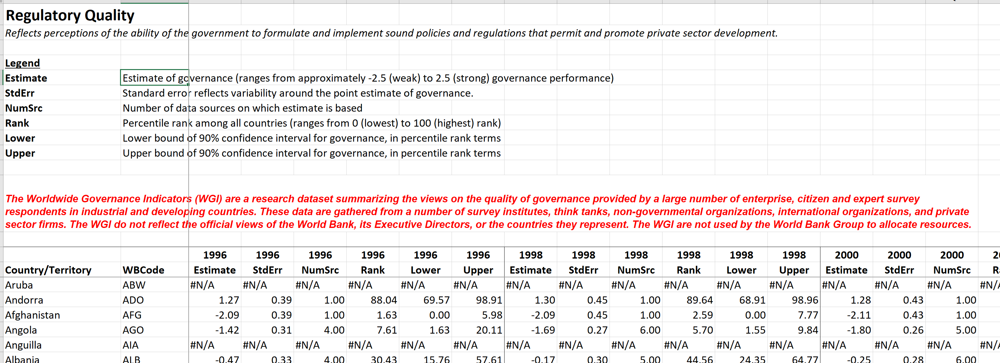 Regulatory Quality
Reflects perceptions of the ability of the government to formulate and implement sound policies and regulations that permit and promote private sector development.
Legend
Estimate Estimate of governance (ranges from approximately -2.5 (weak) to 2.5 (strong) governance performance)
StdErr Standard error reflects variability around the point estimate of governance.
NumSrc Number of data sources on which estimate is based
Rank Percentile rank among all countries (ranges from 0 (lowest) to 100 (highest) rank)
Lower Lower bound of 90% confidence interval for governance, in percentile rank terms
Upper Upper bound of 90% confidence interval for governance, in percentile rank terms
The Worldwide Governance Indicators (WGI) are a research dataset summarizing the views on the quality of governance provided by a large number of enterprise, citizen and expert survey
respondents in industrial and developing countries. These data are gathered from a number of survey institutes, think tanks, non-governmental organizations, international organizations, and private
sector firms. The WGI do not reflect the official views of the World Bank, its Executive Directors, or the countries they represent. The WGI are not used by the World Bank Group to allocate resources.
1996 1996 1996 1996 1996 1996 1998 1998 1998 1998 1998 1998 2000 2000 2000
Country/Territory WBCode Estimate StdErr NumSrc Rank Lower Upper Estimate StdErr NumSrc Rank Lower Upper Estimate StdErr NumSrc
Aruba ABW #N/A #N/A #N/A #N/A #N/A #N/A #N/A #N/A #N/A #N/A #N/A #N/A #N/A #N/A #N/A #N/A
Andorra ADO 1.27 0.39 1.00 88.04 69.57 98.91 1.30 0.45 1.00 89.64 68.91 98.96 1.28 0.43 1.00
Afghanistan AFG -2.09 0.39 1.00 1.63 0.00 5.98 -2.09 0.45 1.00 2.59 0.00 7.77 -2.11 0.43 1.00
Angola AGO -1.42 0.31 4.00 7.61 1.63 20.11 -1.69 0.27 6.00 5.70 1.55 9.84 -1.80 0.26 5.00
Anguilla AIA #N/A #N/A #N/A #N/A #N/A #N/A #N/A #N/A #N/A #N/A #N/A #N/A #N/A #N/A #N/A #N/A
Albania ALB -0.47 0.33 4.00 30.43 15.76 57.61 -0.17 0.30 5.00 44.56 24.35 64.77 -0.25 0.28 6.00